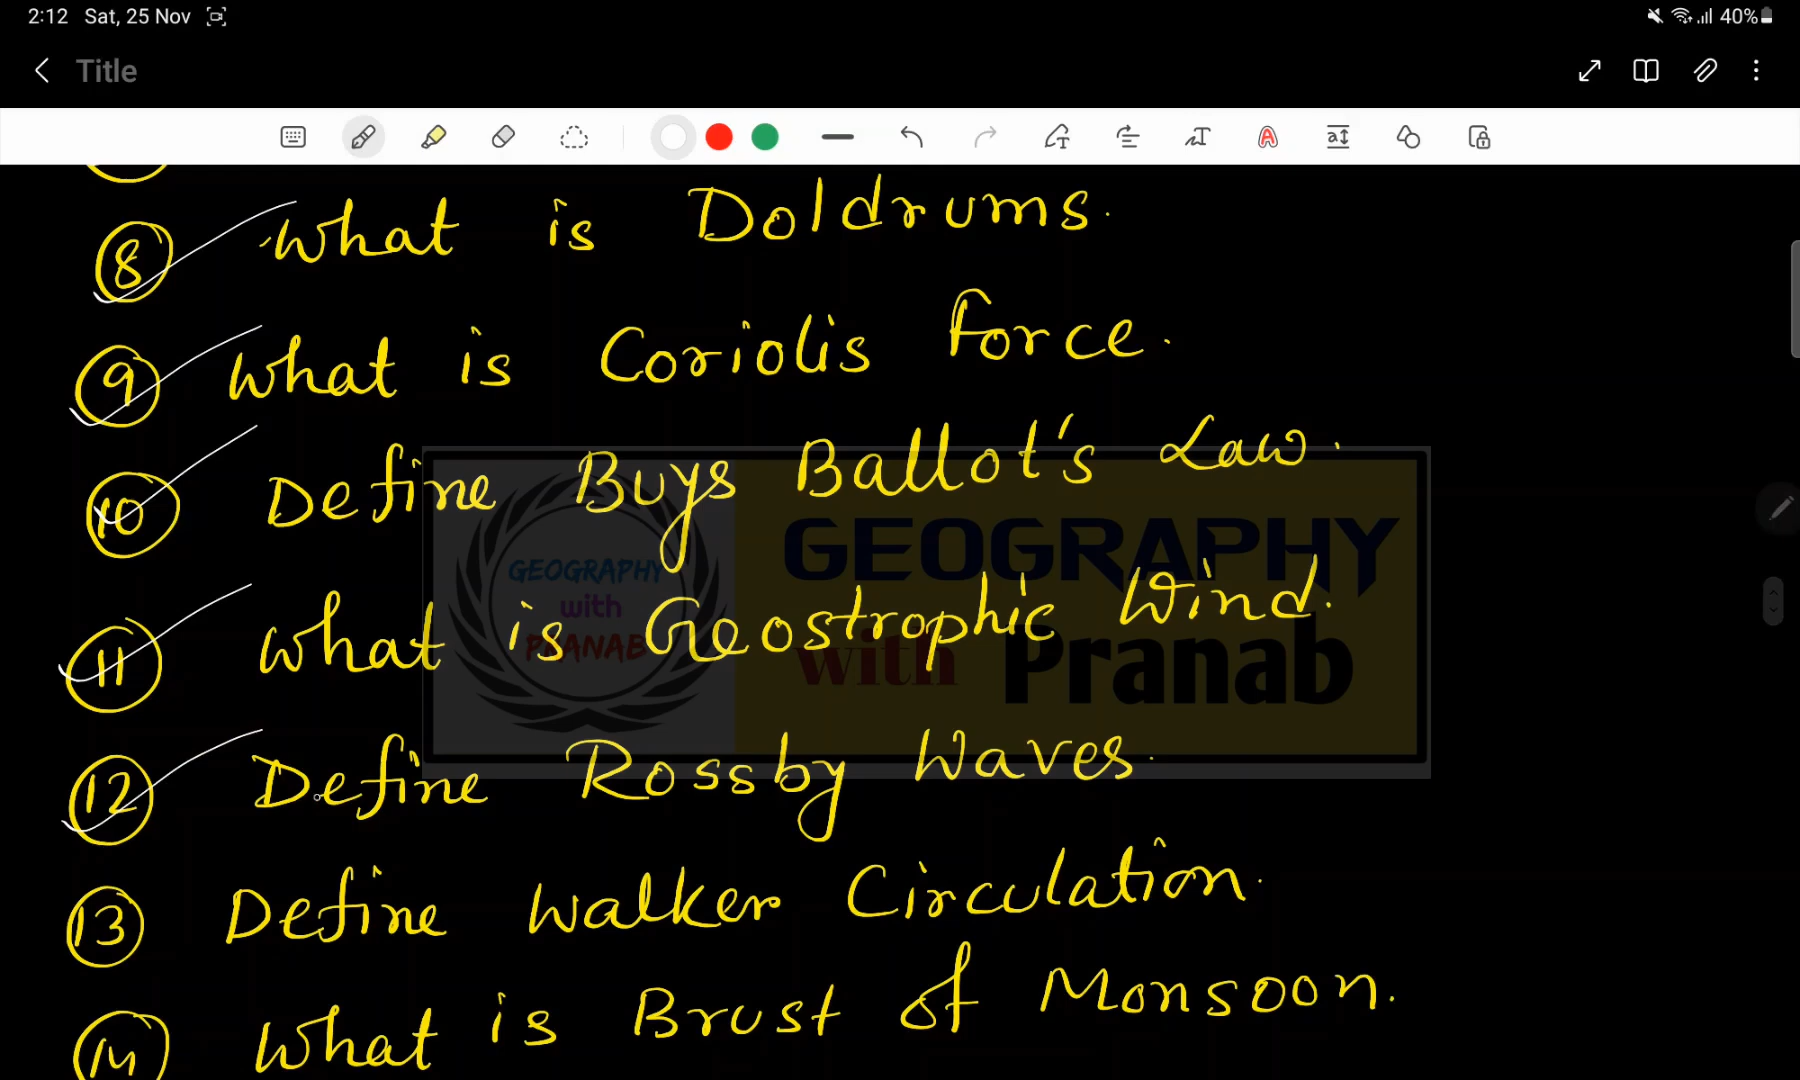 2:12 Sat, 25 Nov
40%
Title
8 What is Doldrums.
9 What is Coriolis force.
10 Define Buys Ballot's Law.
GEOGRAPHY
GEOGRAPHY
with
PRANAB
with Pranab
11 What is Geostrophic Wind.
12 Define Rossby Waves.
13 Define Walker Circulation.
14 What is Brust of Monsoon.